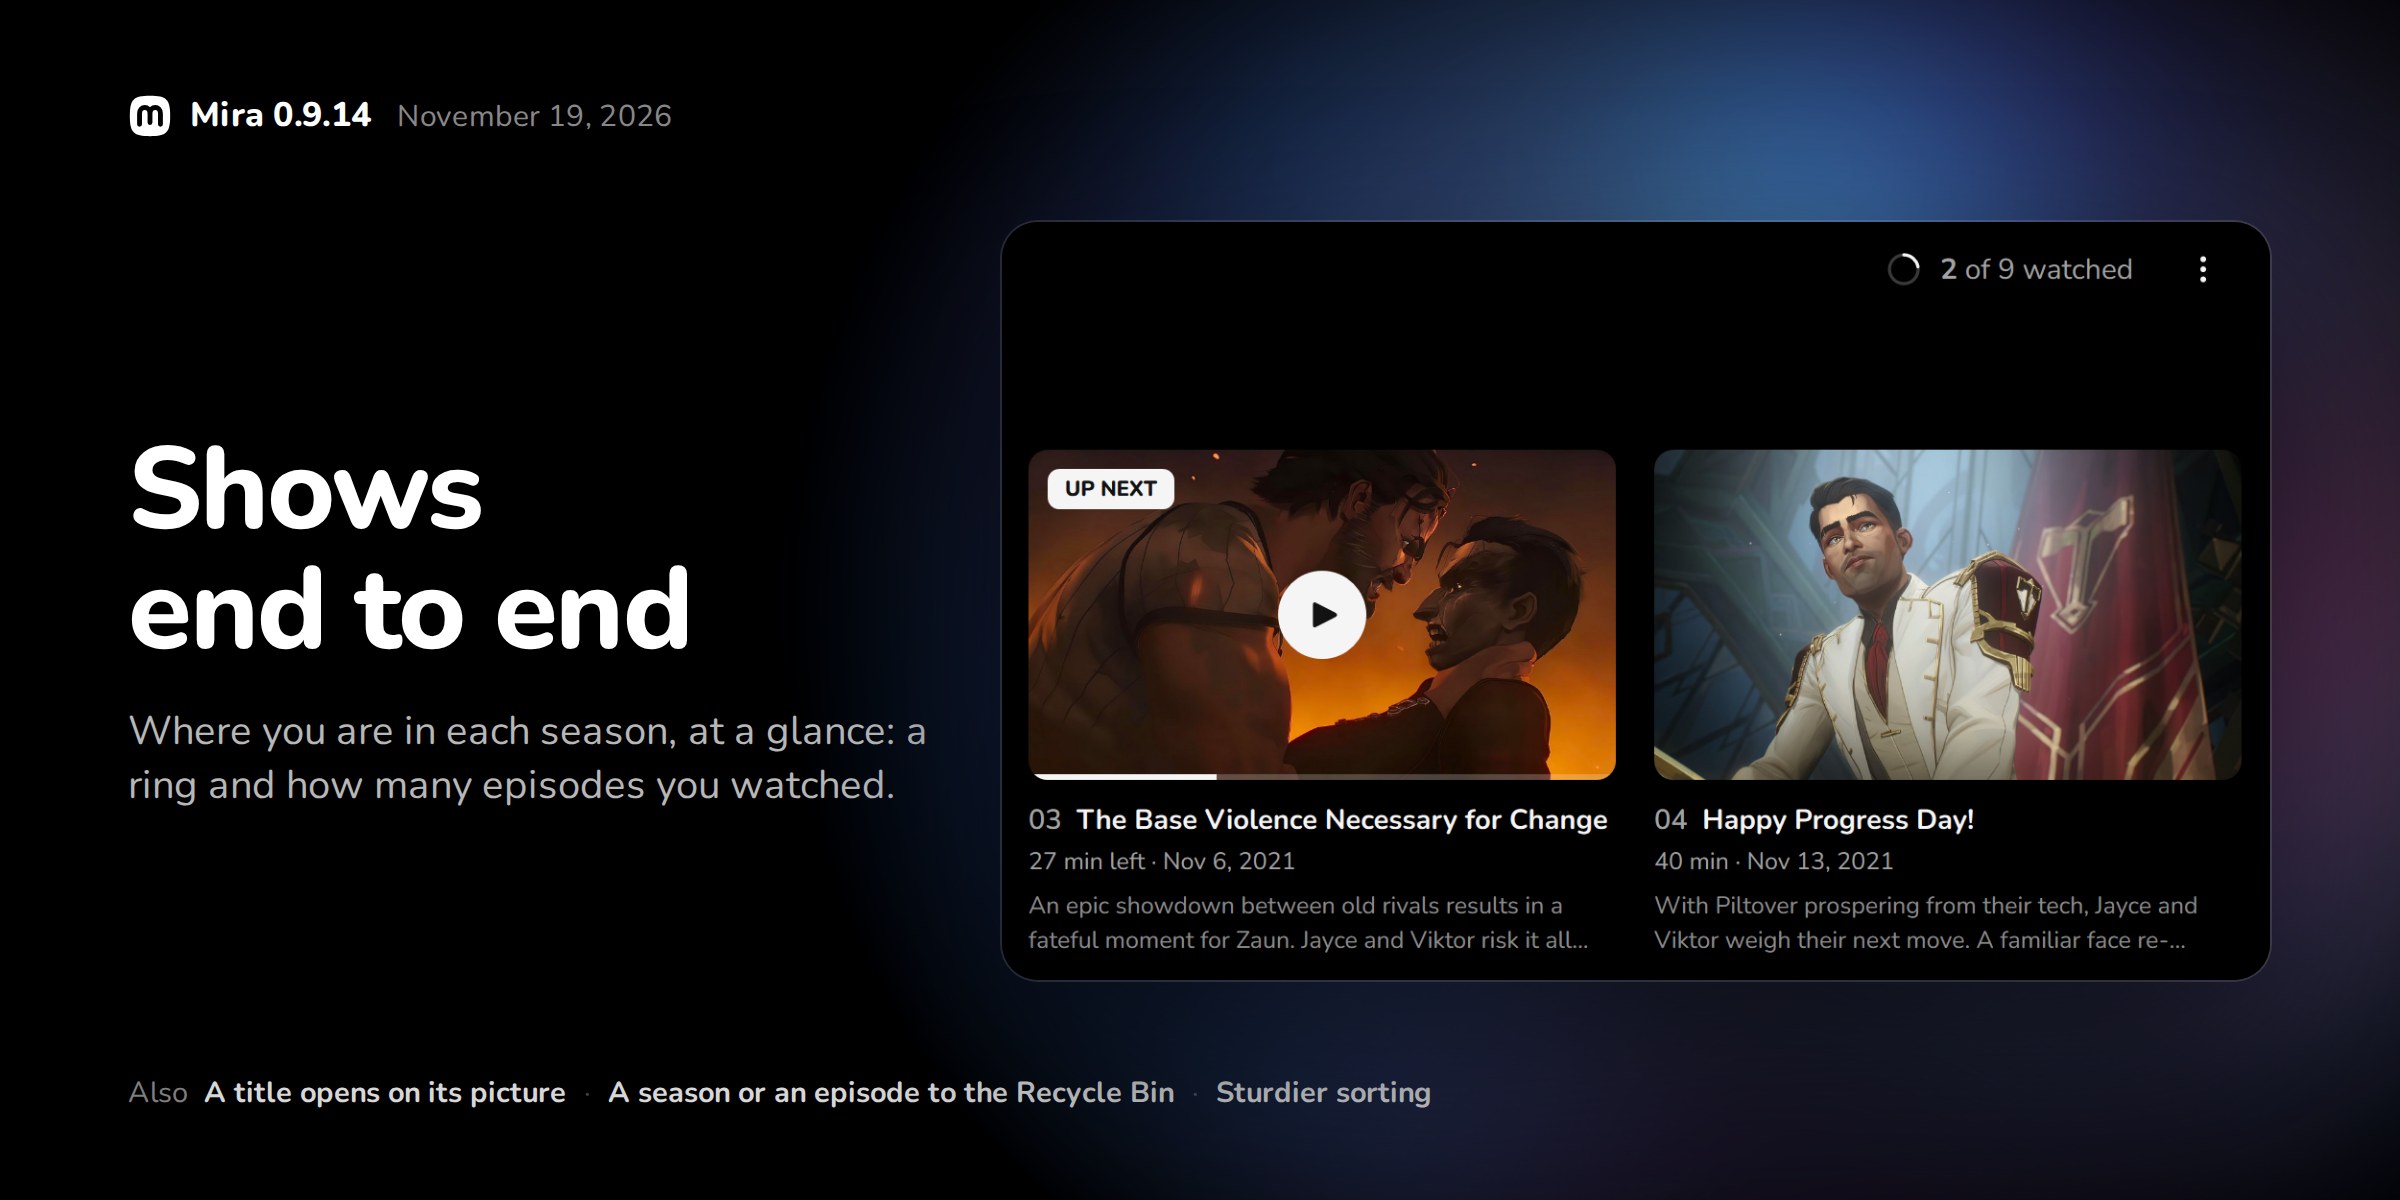 m Mira 0.9.14 November 19, 2026
Shows
end to end
Where you are in each season, at a glance: a
ring and how many episodes you watched.
2 of 9 watched
UP NEXT
03 The Base Violence Necessary for Change
27 min left · Nov 6, 2021
An epic showdown between old rivals results in a
fateful moment for Zaun. Jayce and Viktor risk it all...
04 Happy Progress Day!
40 min · Nov 13, 2021
With Piltover prospering from their tech, Jayce and
Viktor weigh their next move. A familiar face re-...
Also A title opens on its picture · A season or an episode to the Recycle Bin · Sturdier sorting